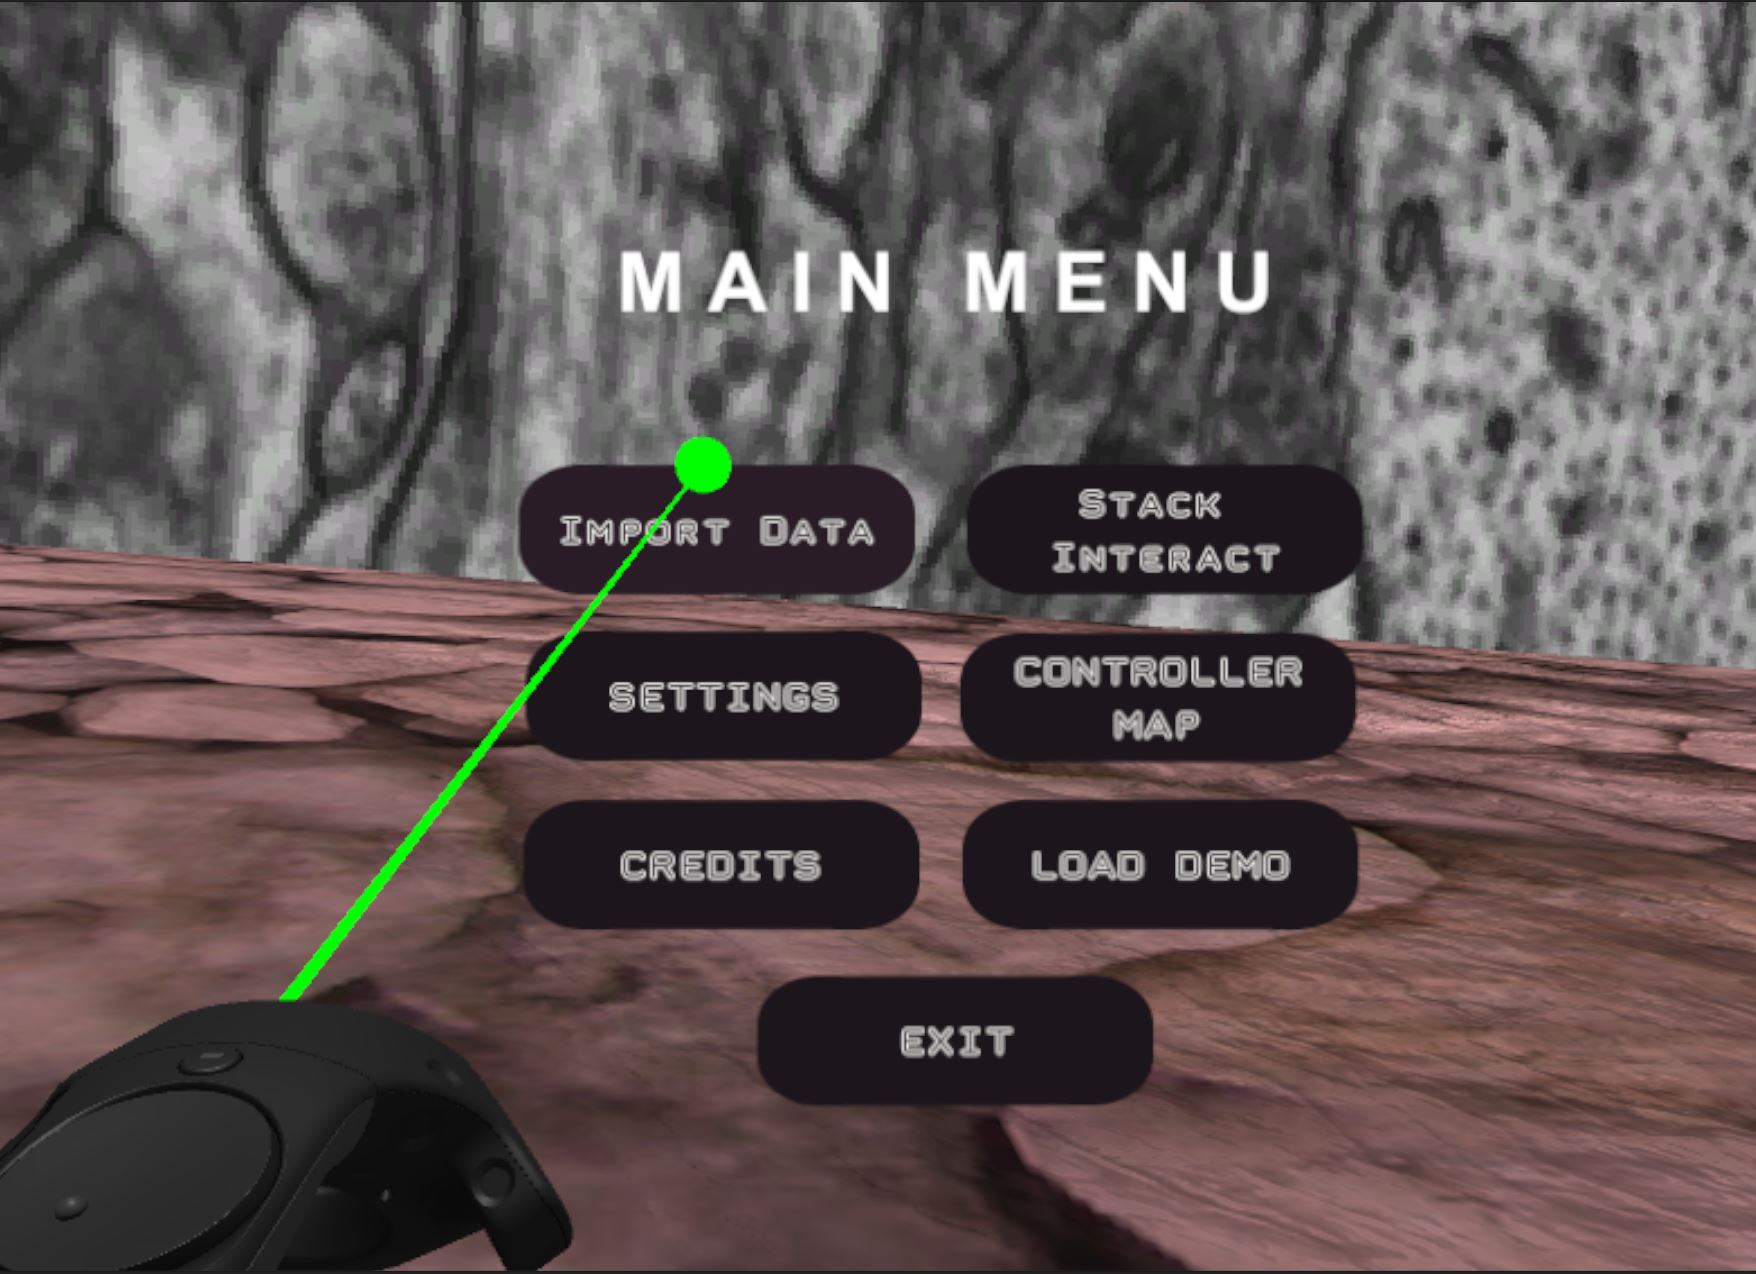 MAIN MENU
Import Data
Stack
Interact
SETTINGS
CONTROLLER
MAP
CREDITS
LOAD DEMO
EXIT